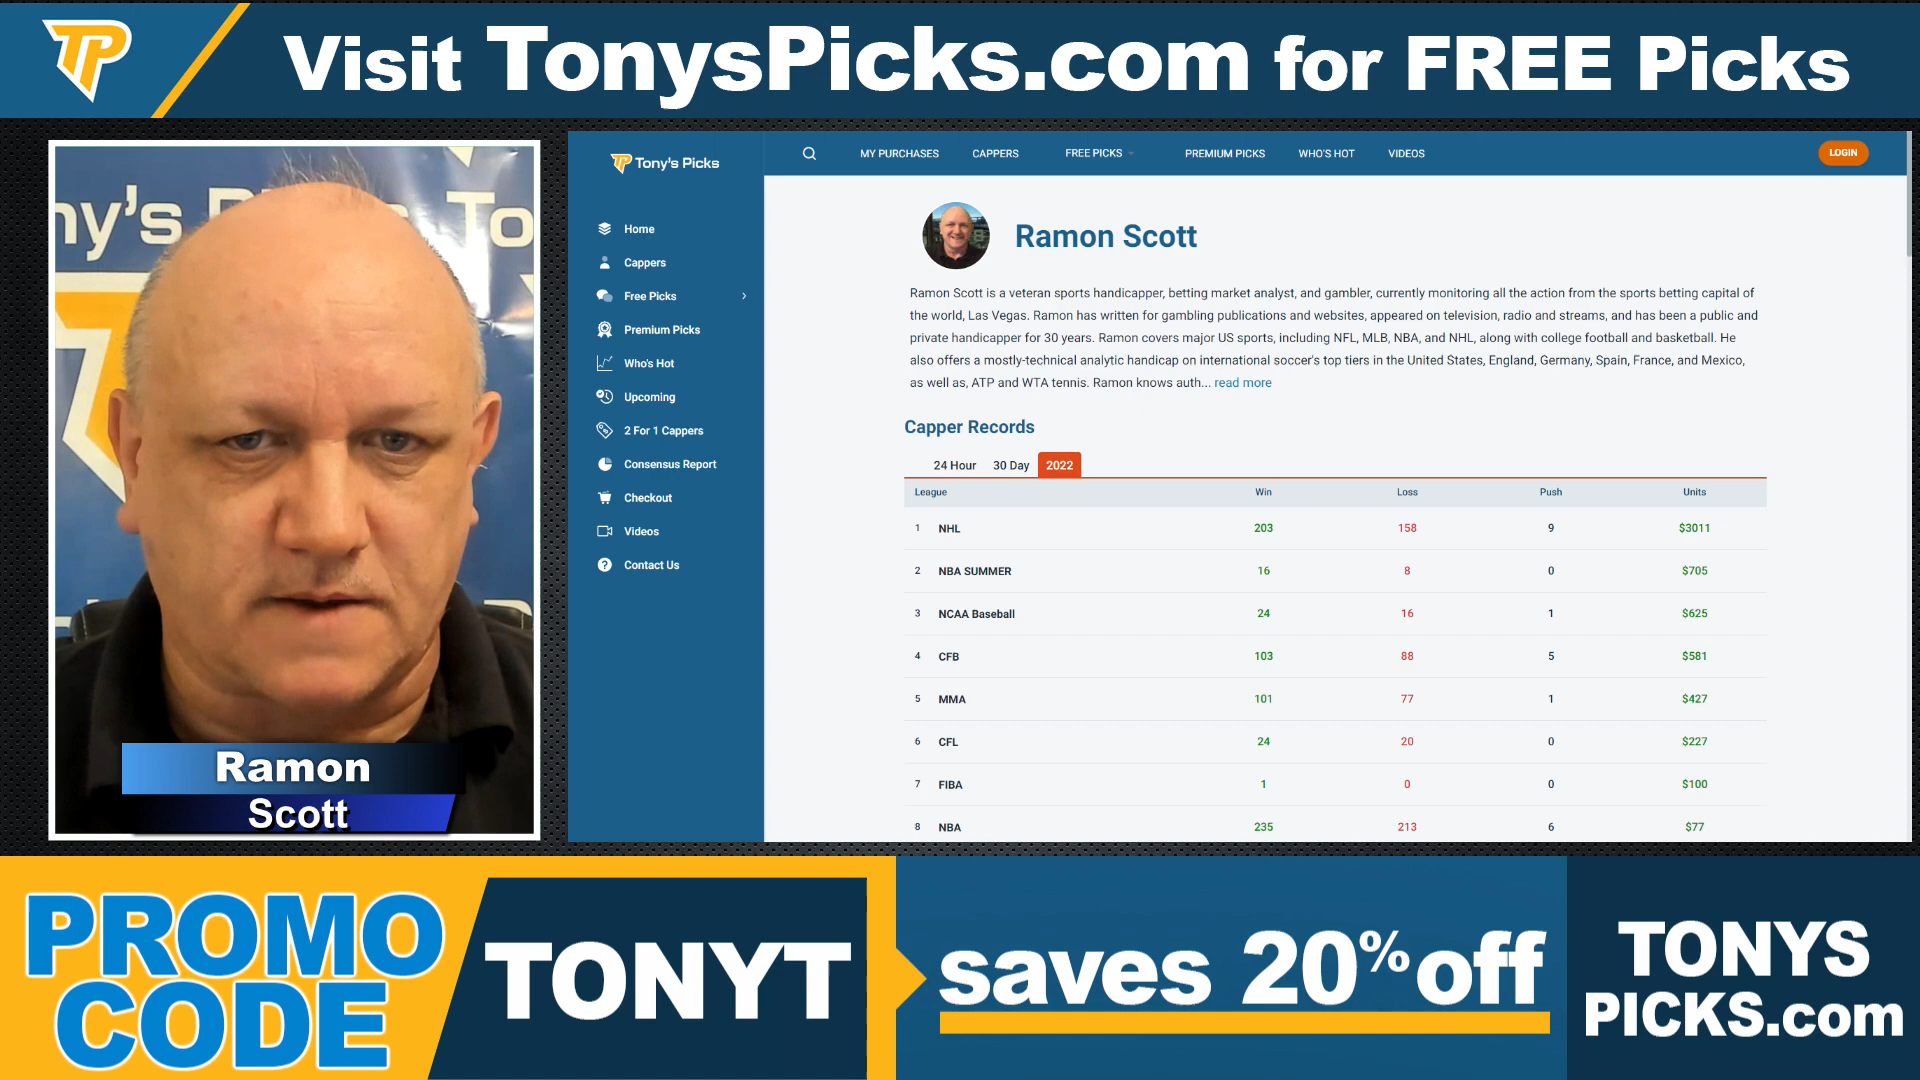 TP
Visit TonysPicks.com for FREE Picks
ny's P s To
Ramon
Scott
TP Tony's Picks
MY PURCHASES CAPPERS FREE PICKS PREMIUM PICKS WHO'S HOT VIDEOS LOGIN
Home
Cappers
Free Picks
Premium Picks
Who's Hot
Upcoming
2 For 1 Cappers
Consensus Report
Checkout
Videos
Contact Us
Ramon Scott
Ramon Scott is a veteran sports handicapper, betting market analyst, and gambler, currently monitoring all the action from the sports betting capital of
the world, Las Vegas. Ramon has written for gambling publications and websites, appeared on television, radio and streams, and has been a public and
private handicapper for 30 years. Ramon covers major US sports, including NFL, MLB, NBA, and NHL, along with college football and basketball. He
also offers a mostly-technical analytic handicap on international soccer's top tiers in the United States, England, Germany, Spain, France, and Mexico,
as well as, ATP and WTA tennis. Ramon knows auth... read more
Capper Records
24 Hour 30 Day 2022
League Win Loss Push Units
1 NHL 203 158 9 $3011
2 NBA SUMMER 16 8 0 $705
3 NCAA Baseball 24 16 1 $625
4 CFB 103 88 5 $581
5 MMA 101 77 1 $427
6 CFL 24 20 0 $227
7 FIBA 1 0 0 $100
8 NBA 235 213 6 $77
PROMO
CODE
TONYT
saves 20% off
TONYS
PICKS.com